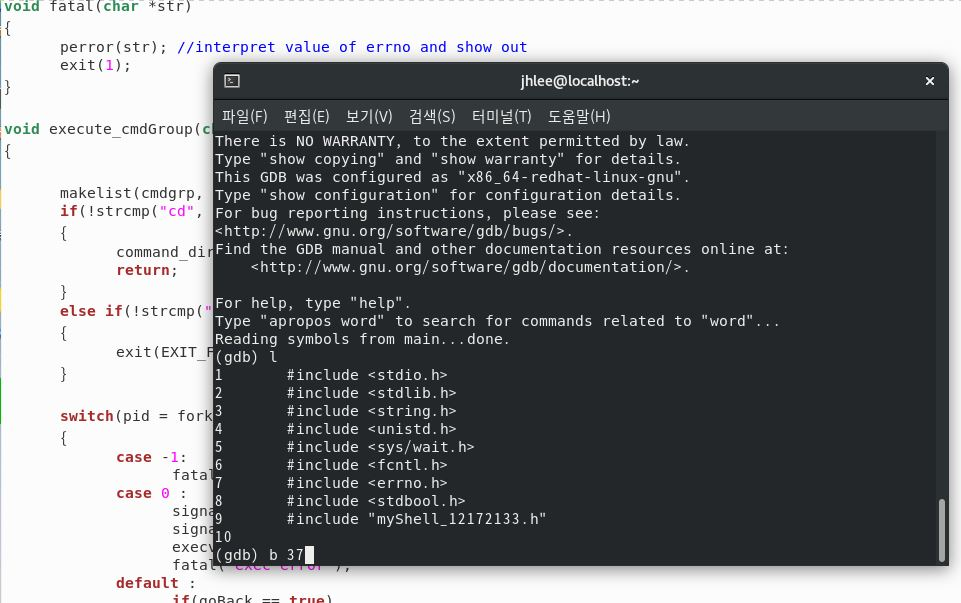 void fatal(char *str)
{
perror(str); //interpret value of errno and show out
exit(1);
}
void execute_cmdGroup(c
{
makelist(cmdgrp,
if(!strcmp("cd",
{
command_dir
return;
}
else if(!strcmp("
{
exit(EXIT_F
}
switch(pid = fork
{
case -1:
fatal
case 0 :
signa
signa
execv
fatal("exec error");
default :
if(goBack == true)
jhlee@localhost:~
파일(F) 편집(E) 보기(V) 검색(S) 터미널(T) 도움말(H)
There is NO WARRANTY, to the extent permitted by law.
Type "show copying" and "show warranty" for details.
This GDB was configured as "x86_64-redhat-linux-gnu".
Type "show configuration" for configuration details.
For bug reporting instructions, please see:
<http://www.gnu.org/software/gdb/bugs/>.
Find the GDB manual and other documentation resources online at:
<http://www.gnu.org/software/gdb/documentation/>.
For help, type "help".
Type "apropos word" to search for commands related to "word"...
Reading symbols from main...done.
(gdb) l
1 #include <stdio.h>
2 #include <stdlib.h>
3 #include <string.h>
4 #include <unistd.h>
5 #include <sys/wait.h>
6 #include <fcntl.h>
7 #include <errno.h>
8 #include <stdbool.h>
9 #include "myShell_12172133.h"
10
(gdb) b 37